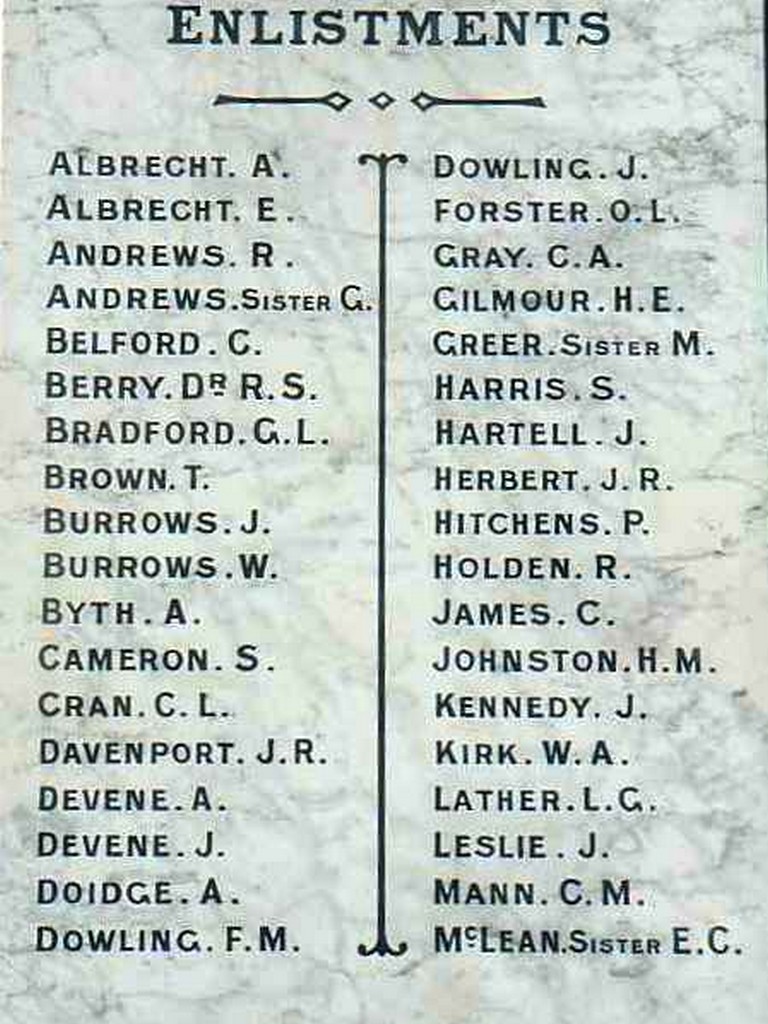 ENLISTMENTS
ALBRECHT. A.
ALBRECHT. E.
ANDREWS. R.
ANDREWS. SISTER G.
BELFORD. C.
BERRY. DR R.S.
BRADFORD. G.L.
BROWN. T.
BURROWS. J.
BURROWS. W.
BYTH. A.
CAMERON. S.
CRAN. C. L.
DAVENPORT. J.R.
DEVENE. A.
DEVENE. J.
DOIDGE. A.
DOWLING. F.M.
DOWLING. J.
FORSTER. O.L.
GRAY. C.A.
GILMOUR. H.E.
GREER. SISTER M.
HARRIS. S.
HARTELL. J.
HERBERT. J.R.
HITCHENS. P.
HOLDEN. R.
JAMES. C.
JOHNSTON. H.M.
KENNEDY. J.
KIRK. W.A.
LATHER. L.G.
LESLIE. J.
MANN. C.M.
McLEAN. SISTER E.C.